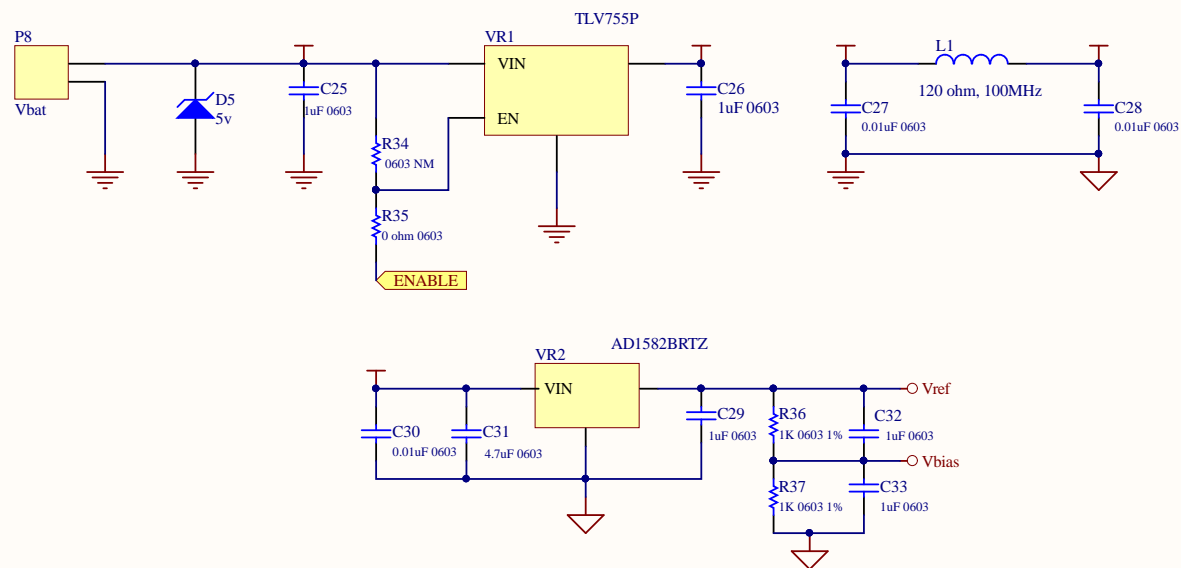 TLV755P
P8
Vbat
D5
5v
C25
1uF 0603
R34
0603 NM
R35
0 ohm 0603
ENABLE
VR1
VIN
EN
C26
1uF 0603
L1
120 ohm, 100MHz
C27
0.01uF 0603
C28
0.01uF 0603
AD1582BRTZ
VR2
VIN
C30
0.01uF 0603
C31
4.7uF 0603
C29
1uF 0603
R36
1K 0603 1%
C32
1uF 0603
Vref
Vbias
R37
1K 0603 1%
C33
1uF 0603